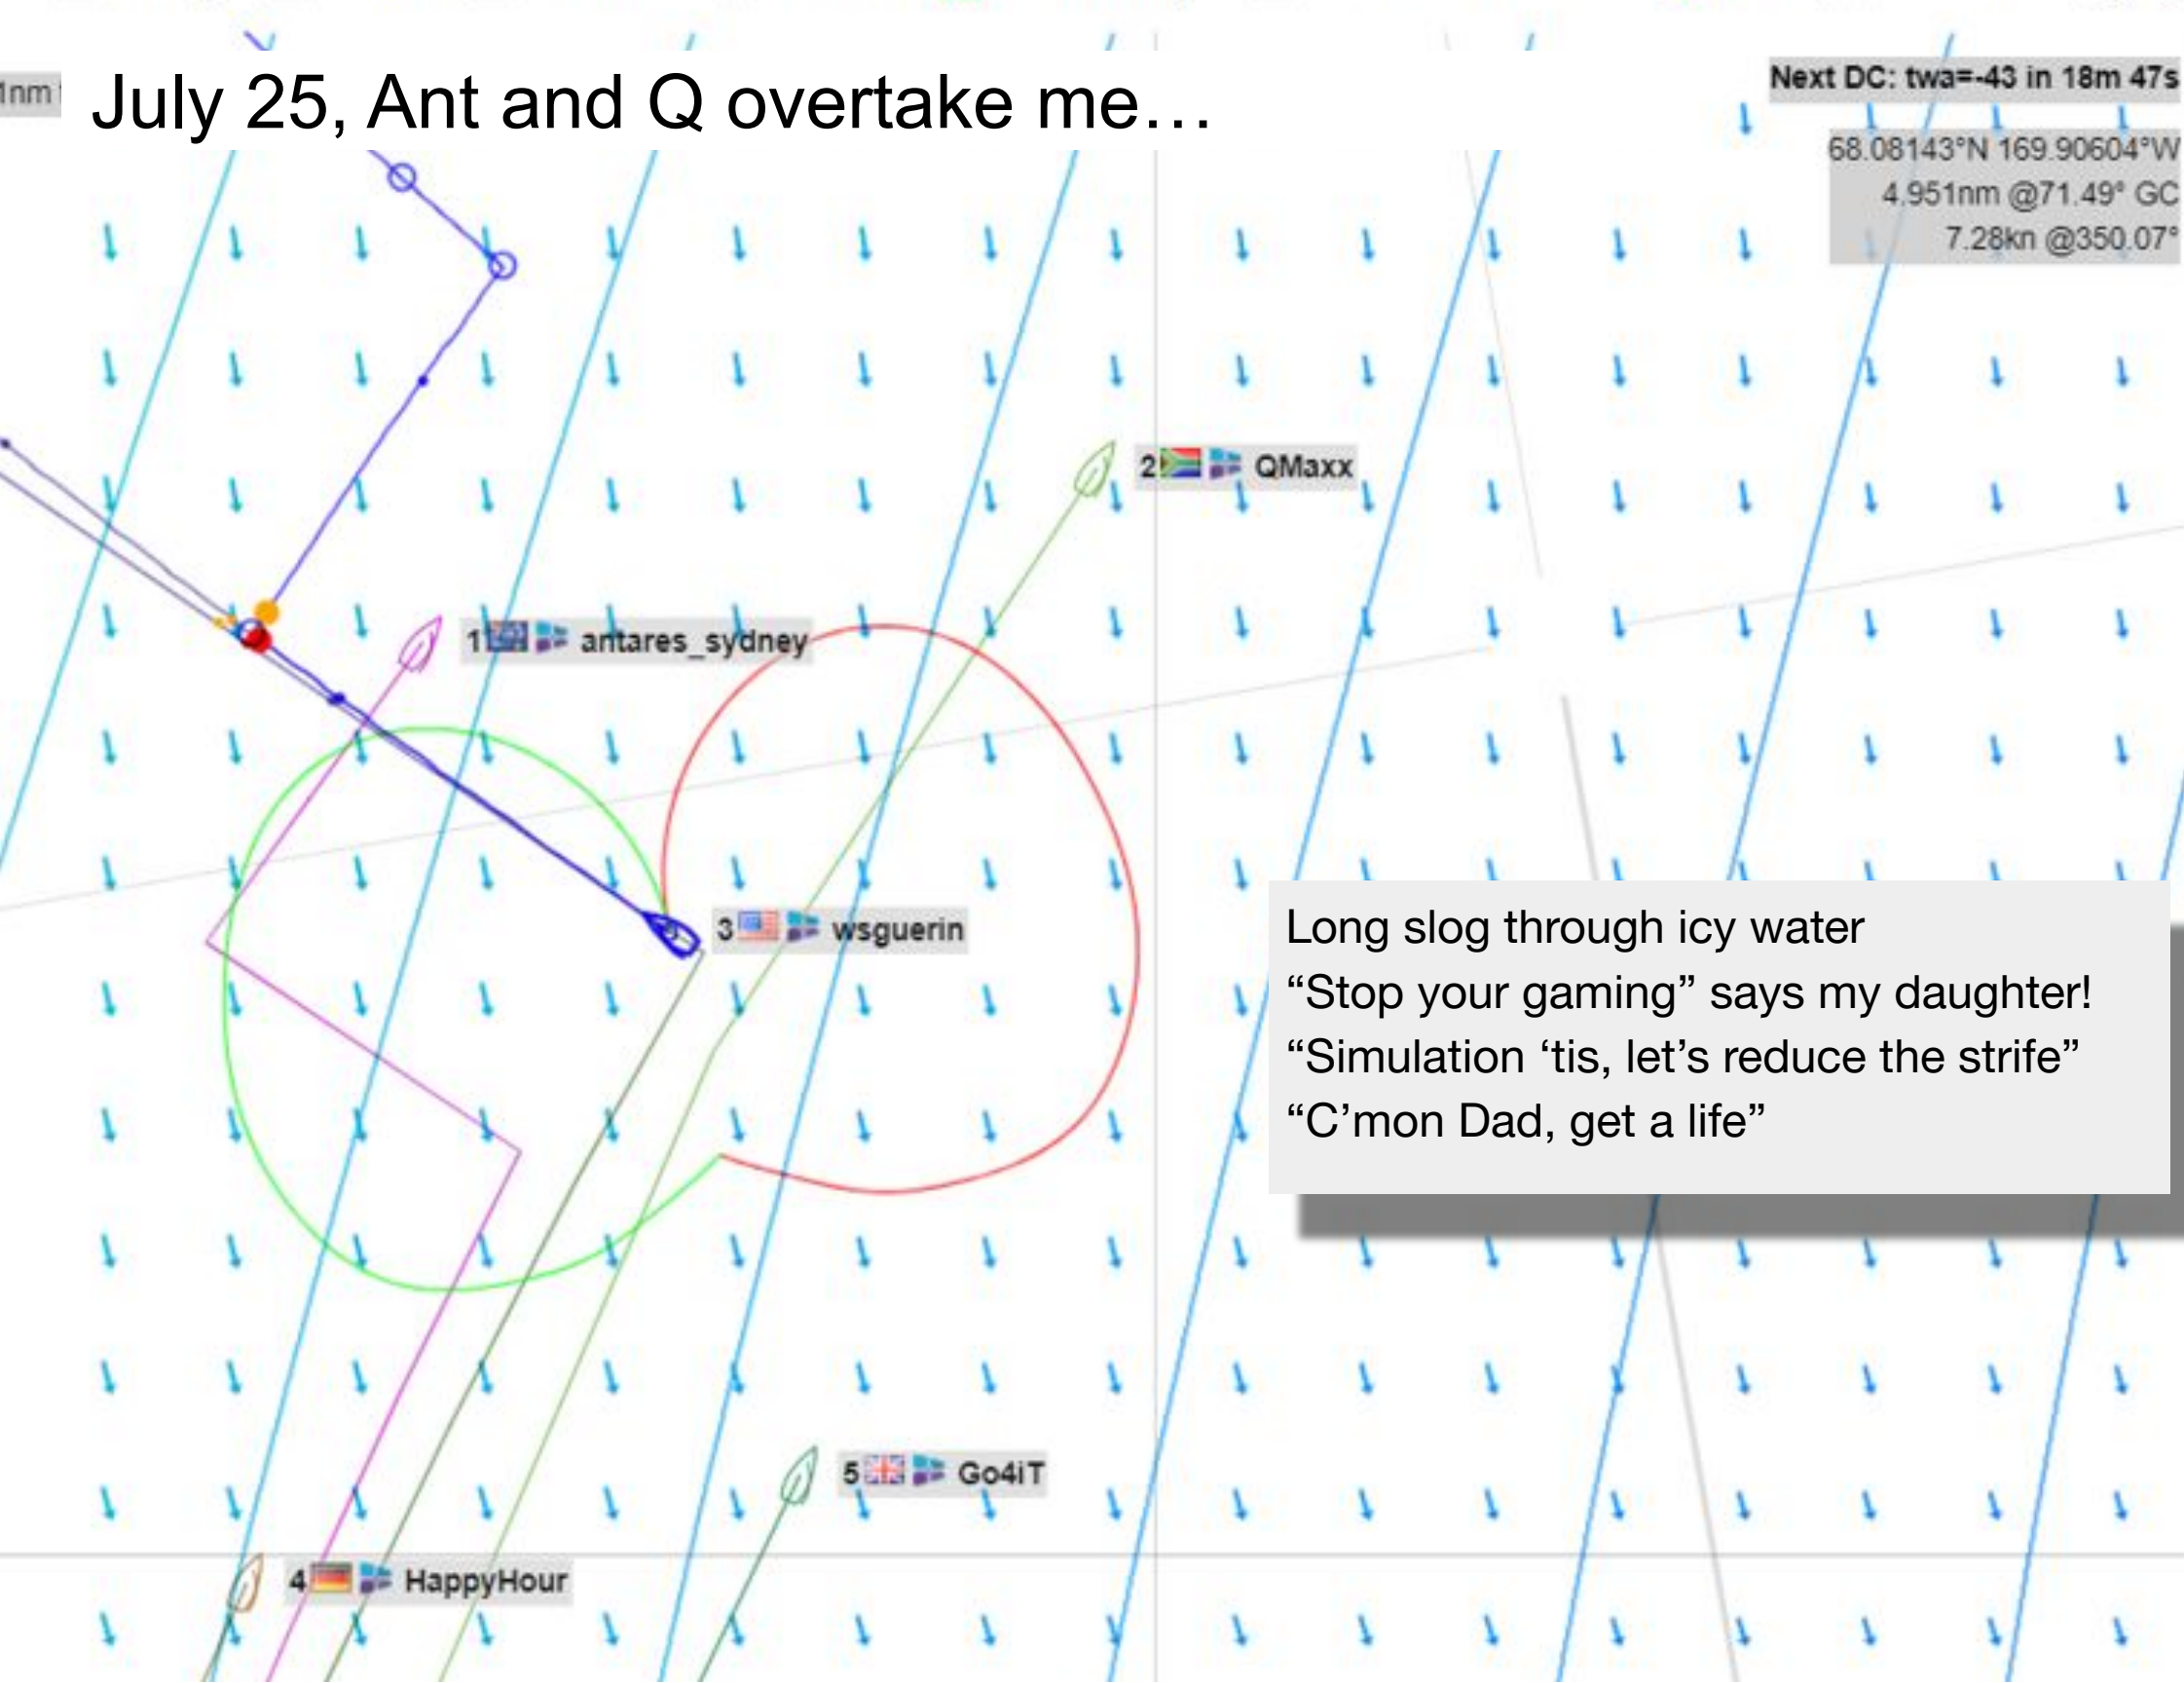 1nm
July 25, Ant and Q overtake me…
Next DC: twa=-43 in 18m 47s
68.08143°N 169.90604°W
4.951nm @71.49° GC
7.28kn @350.07°
2 QMaxx
1 antares_sydney
3 wsguerin
Long slog through icy water
“Stop your gaming” says my daughter!
“Simulation ‘tis, let’s reduce the strife”
“C’mon Dad, get a life”
5 Go4iT
4 HappyHour